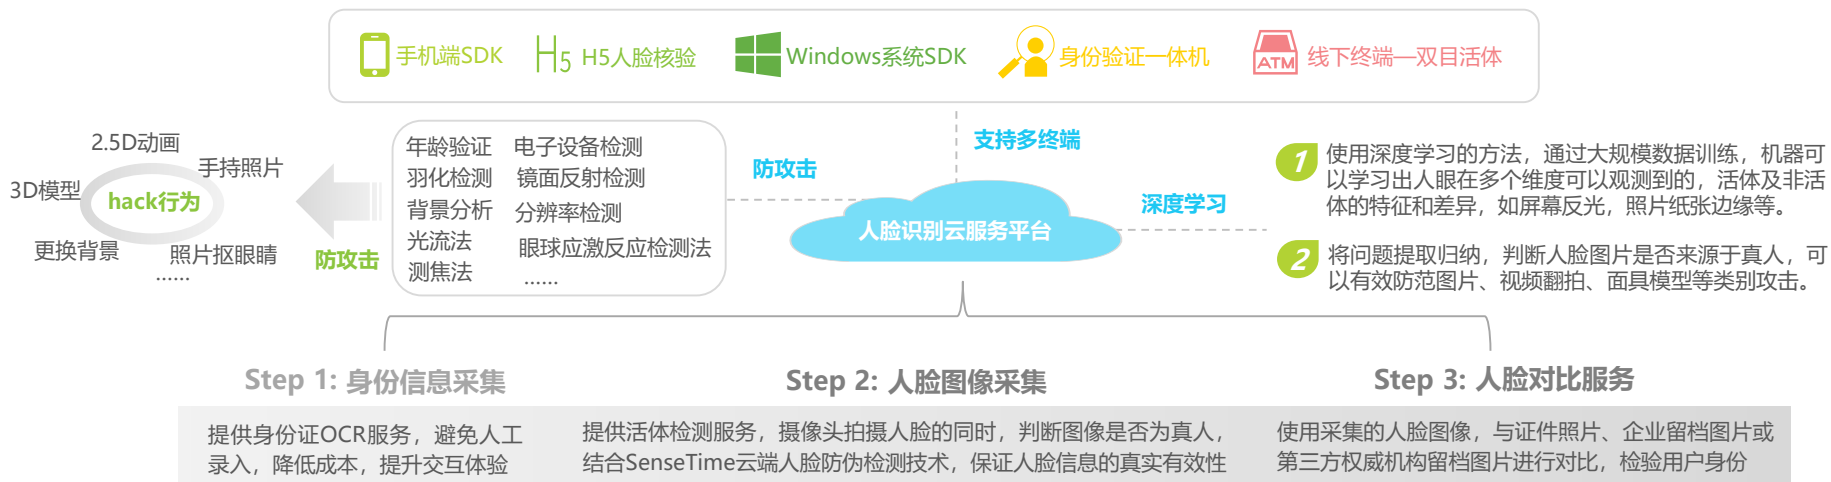 手机端SDK
H5 H5人脸核验
Windows系统SDK
身份验证一体机
ATM 线下终端—双目活体
2.5D动画
手持照片
3D模型
hack行为
更换背景
照片抠眼睛
......
防攻击
年龄验证 电子设备检测
羽化检测 镜面反射检测
背景分析 分辨率检测
光流法 眼球应激反应检测法
测焦法 ......
防攻击
支持多终端
人脸识别云服务平台
深度学习
1 使用深度学习的方法，通过大规模数据训练，机器可
以学习出人眼在多个维度可以观测到的，活体及非活
体的特征和差异，如屏幕反光，照片纸张边缘等。
2 将问题提取归纳，判断人脸图片是否来源于真人，可
以有效防范图片、视频翻拍、面具模型等类别攻击。
Step 1: 身份信息采集
提供身份证OCR服务，避免人工
录入，降低成本，提升交互体验
Step 2: 人脸图像采集
提供活体检测服务，摄像头拍摄人脸的同时，判断图像是否为真人，
结合SenseTime云端人脸防伪检测技术，保证人脸信息的真实有效性
Step 3: 人脸对比服务
使用采集的人脸图像，与证件照片、企业留档图片或
第三方权威机构留档图片进行对比，检验用户身份